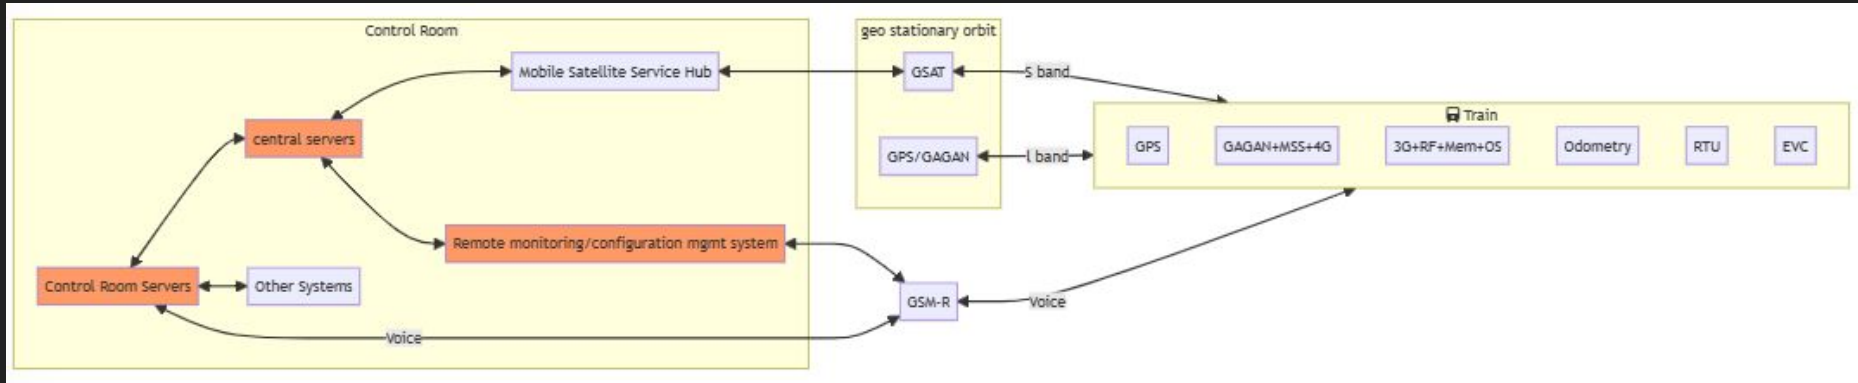 Control Room
geo stationary orbit
Mobile Satellite Service Hub
GSAT
S band
Train
central servers
GPS/GAGAN
l band
GPS
GAGAN+MSS+4G
3G+RF+Mem+OS
Odometry
RTU
EVC
Remote monitoring/configuration mgmt system
Control Room Servers
Other Systems
GSM-R
Voice
Voice